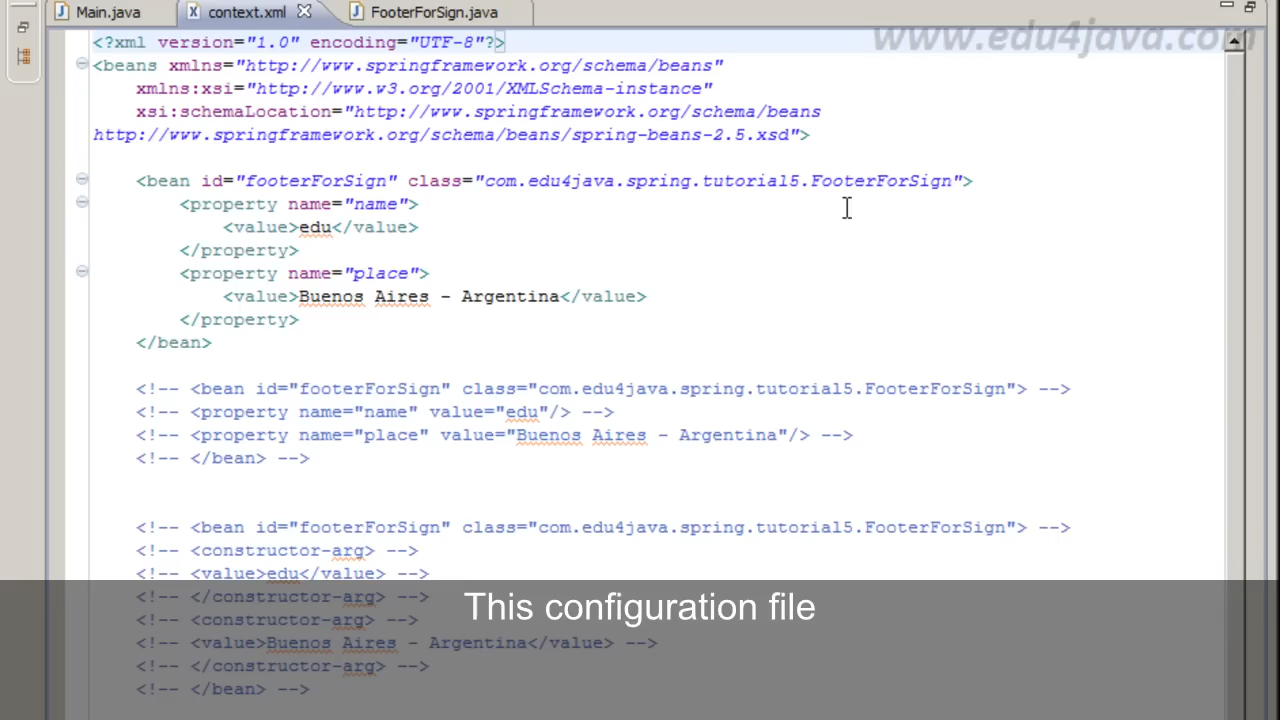 Main.java context.xml FooterForSign.java
www.edu4java.com
<?xml version="1.0" encoding="UTF-8"?>
<beans xmlns="http://www.springframework.org/schema/beans"
xmlns:xsi="http://www.w3.org/2001/XMLSchema-instance"
xsi:schemaLocation="http://www.springframework.org/schema/beans
http://www.springframework.org/schema/beans/spring-beans-2.5.xsd">
<bean id="footerForSign" class="com.edu4java.spring.tutorial5.FooterForSign">
<property name="name">
<value>edu</value>
</property>
<property name="place">
<value>Buenos Aires - Argentina</value>
</property>
</bean>
<!-- <bean id="footerForSign" class="com.edu4java.spring.tutorial5.FooterForSign"> -->
<!-- <property name="name" value="edu"/> -->
<!-- <property name="place" value="Buenos Aires - Argentina"/> -->
<!-- </bean> -->
<!-- <bean id="footerForSign" class="com.edu4java.spring.tutorial5.FooterForSign"> -->
<!-- <constructor-arg> -->
<!-- <value>edu</value> -->
<!-- </constructor-arg> -->
<!-- <constructor-arg> -->
<!-- <value>Buenos Aires - Argentina</value> -->
<!-- </constructor-arg> -->
<!-- </bean> -->
This configuration file